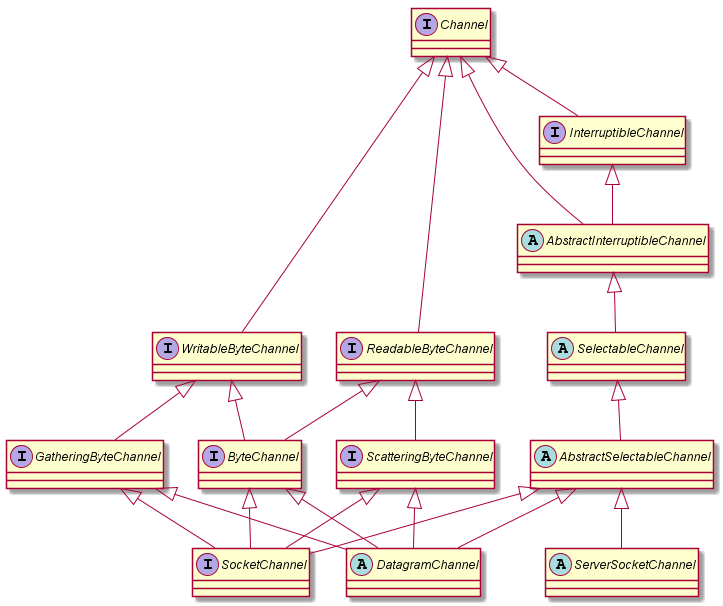 I Channel
I InterruptibleChannel
A AbstractInterruptibleChannel
I WritableByteChannel
I ReadableByteChannel
A SelectableChannel
I GatheringByteChannel
I ByteChannel
I ScatteringByteChannel
A AbstractSelectableChannel
I SocketChannel
A DatagramChannel
A ServerSocketChannel